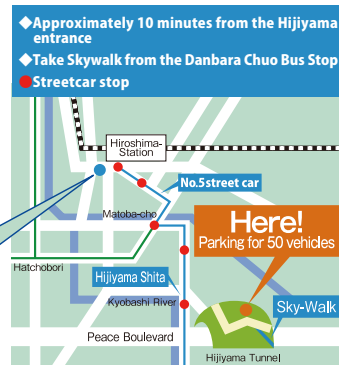 ◆Approximately 10 minutes from the Hijiyama
entrance
◆Take Skywalk from the Danbara Chuo Bus Stop
●Streetcar stop
Hiroshima-
Station
No.5 street car
Matoba-cho
Here!
Parking for 50 vehicles
Hatchobori
Hijiyama Shita
Kyobashi River
Sky-Walk
Peace Boulevard
Hijiyama Tunnel